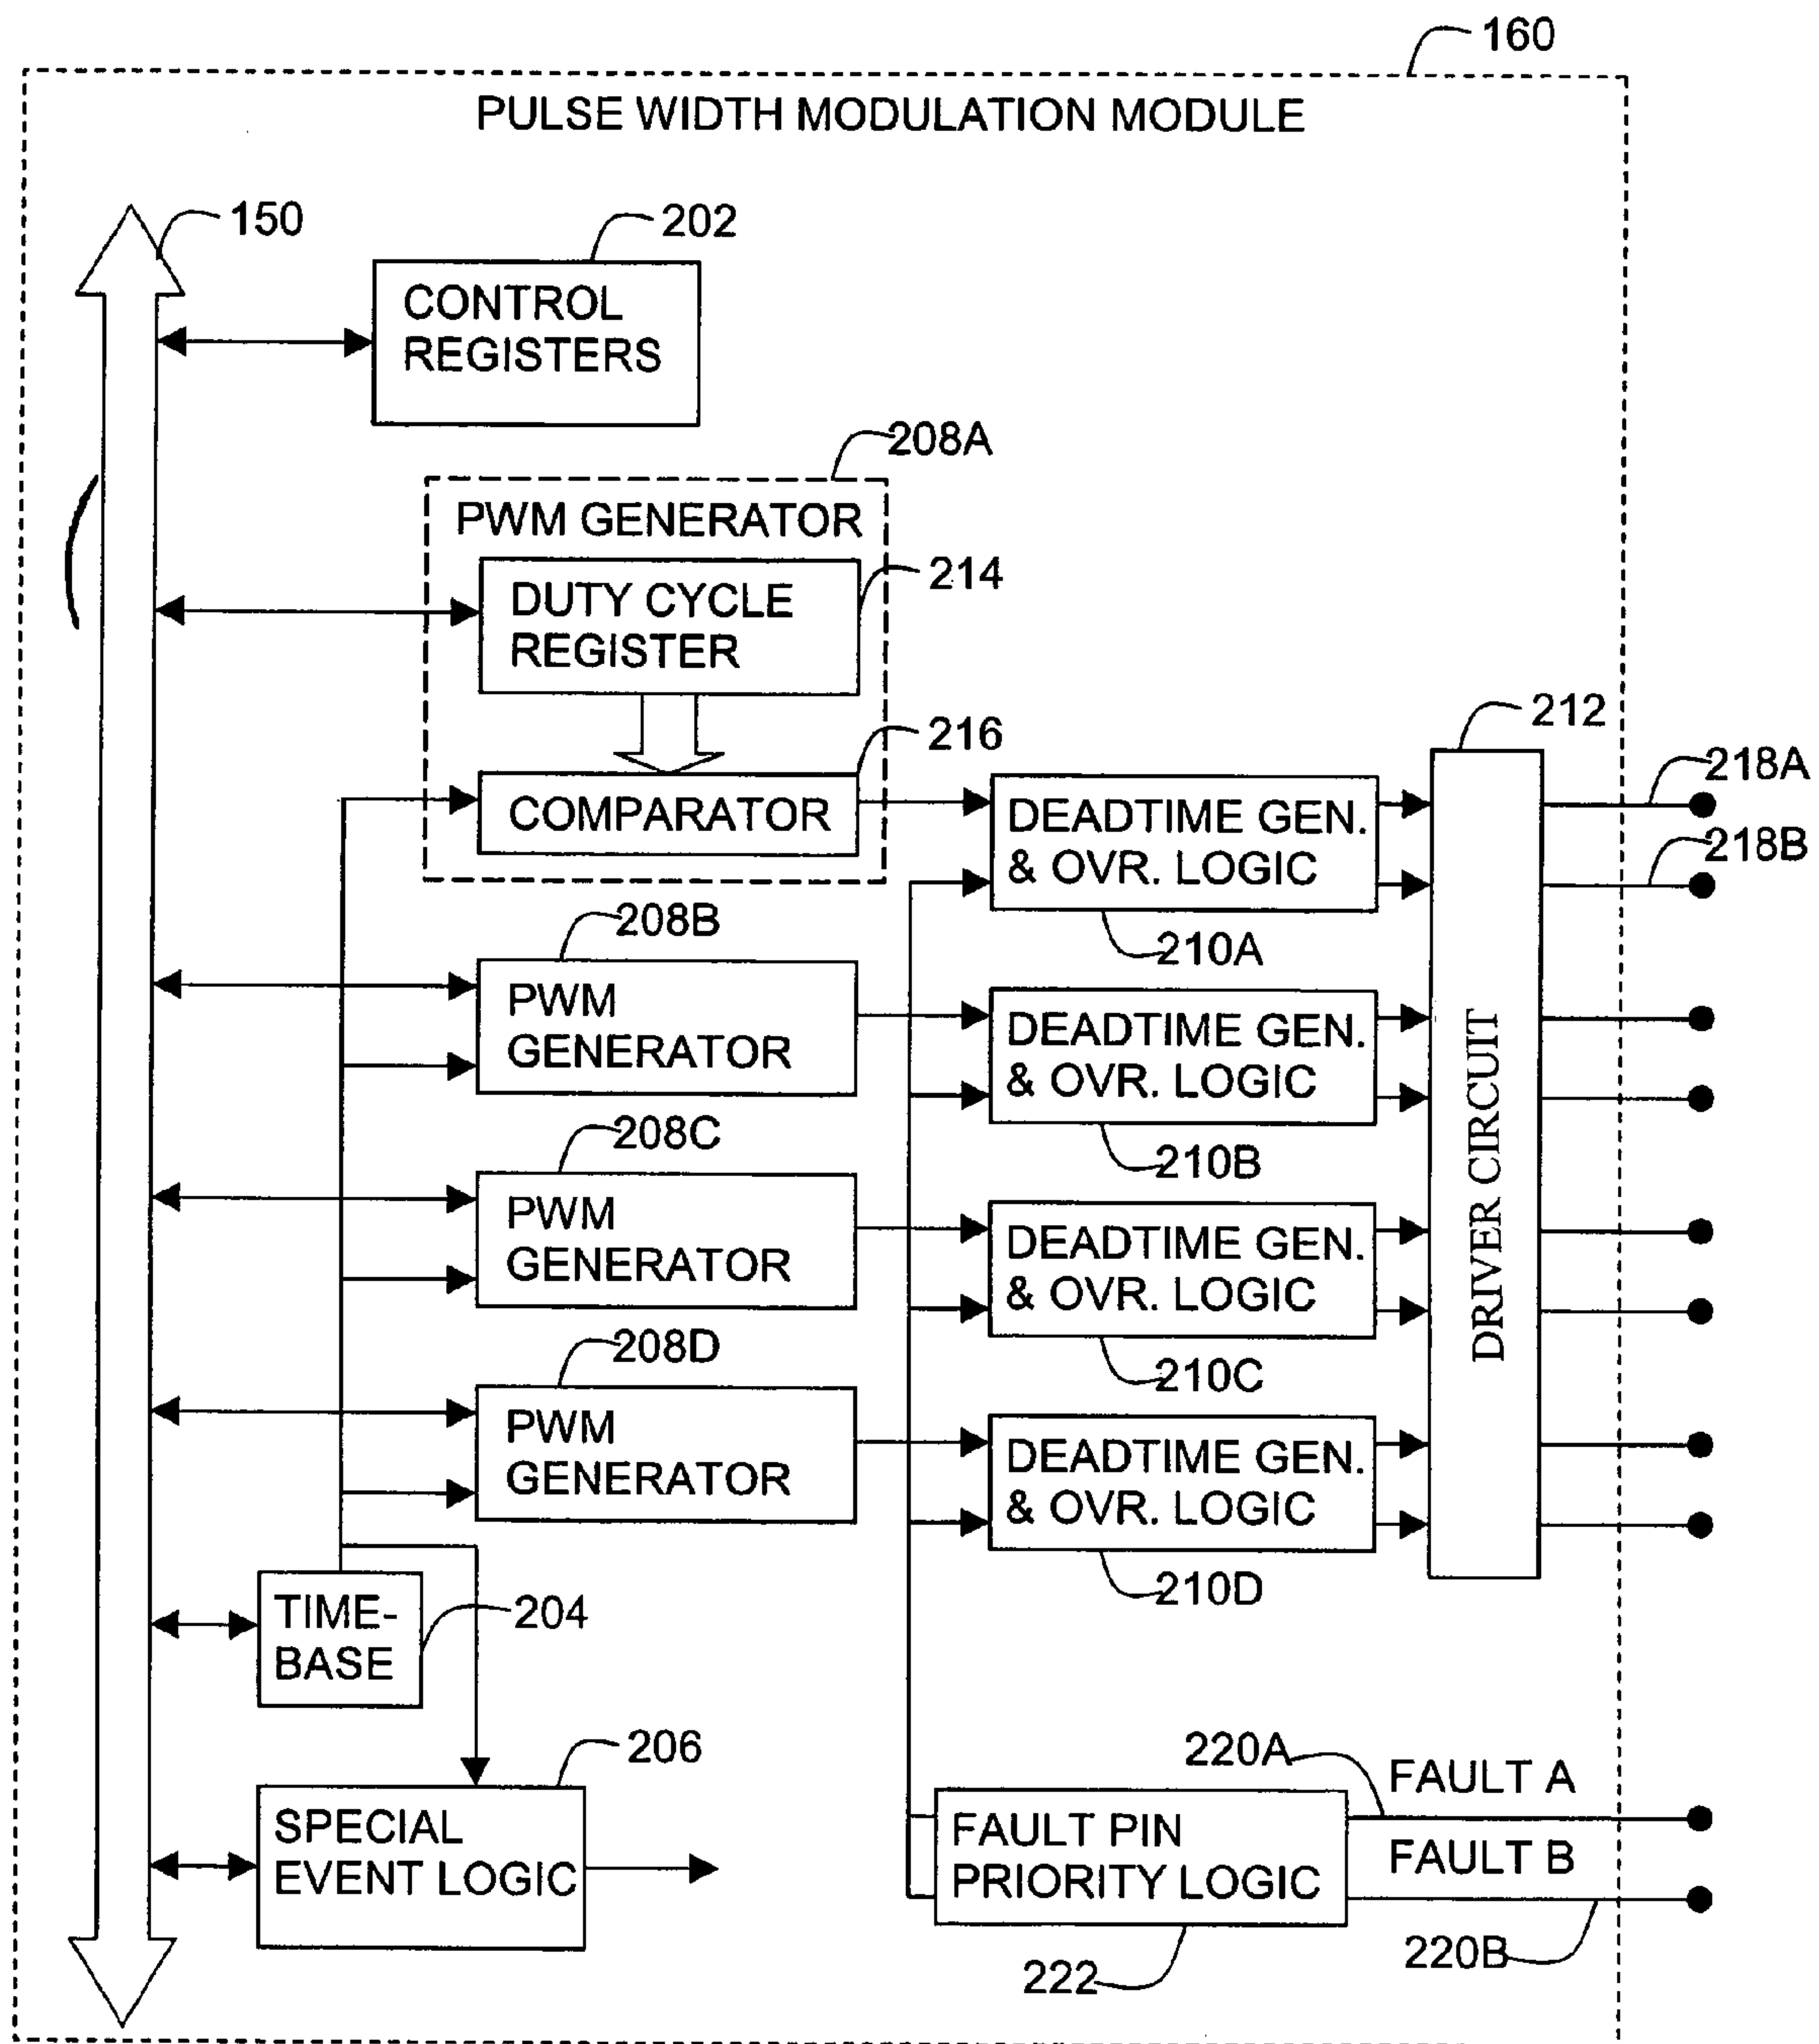 160
PULSE WIDTH MODULATION MODULE
150
202
CONTROL
REGISTERS
208A
PWM GENERATOR
214
DUTY CYCLE
REGISTER
216
COMPARATOR
212
218A
218B
DEADTIME GEN.
& OVR. LOGIC
210A
208B
PWM
GENERATOR
DEADTIME GEN.
& OVR. LOGIC
210B
208C
PWM
GENERATOR
DEADTIME GEN.
& OVR. LOGIC
210C
208D
PWM
GENERATOR
DEADTIME GEN.
& OVR. LOGIC
210D
DRIVER CIRCUIT
TIME-
BASE
204
206
SPECIAL
EVENT LOGIC
220A
FAULT A
FAULT PIN
PRIORITY LOGIC
FAULT B
220B
222